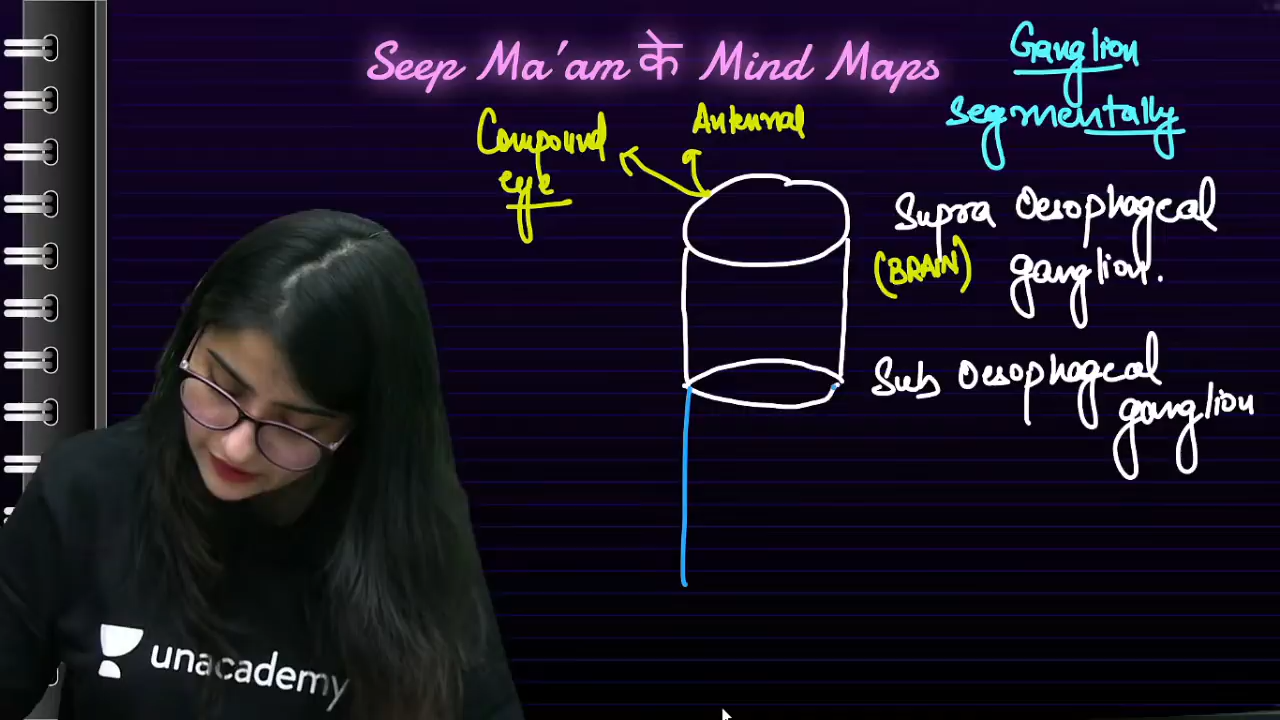 Seep Ma'am के Mind Maps
Ganglion
Segmentally
Compound
eye
Antennal
Supra Oesophageal
(BRAIN) ganglion.
Sub Oesophageal
ganglion
unacademy